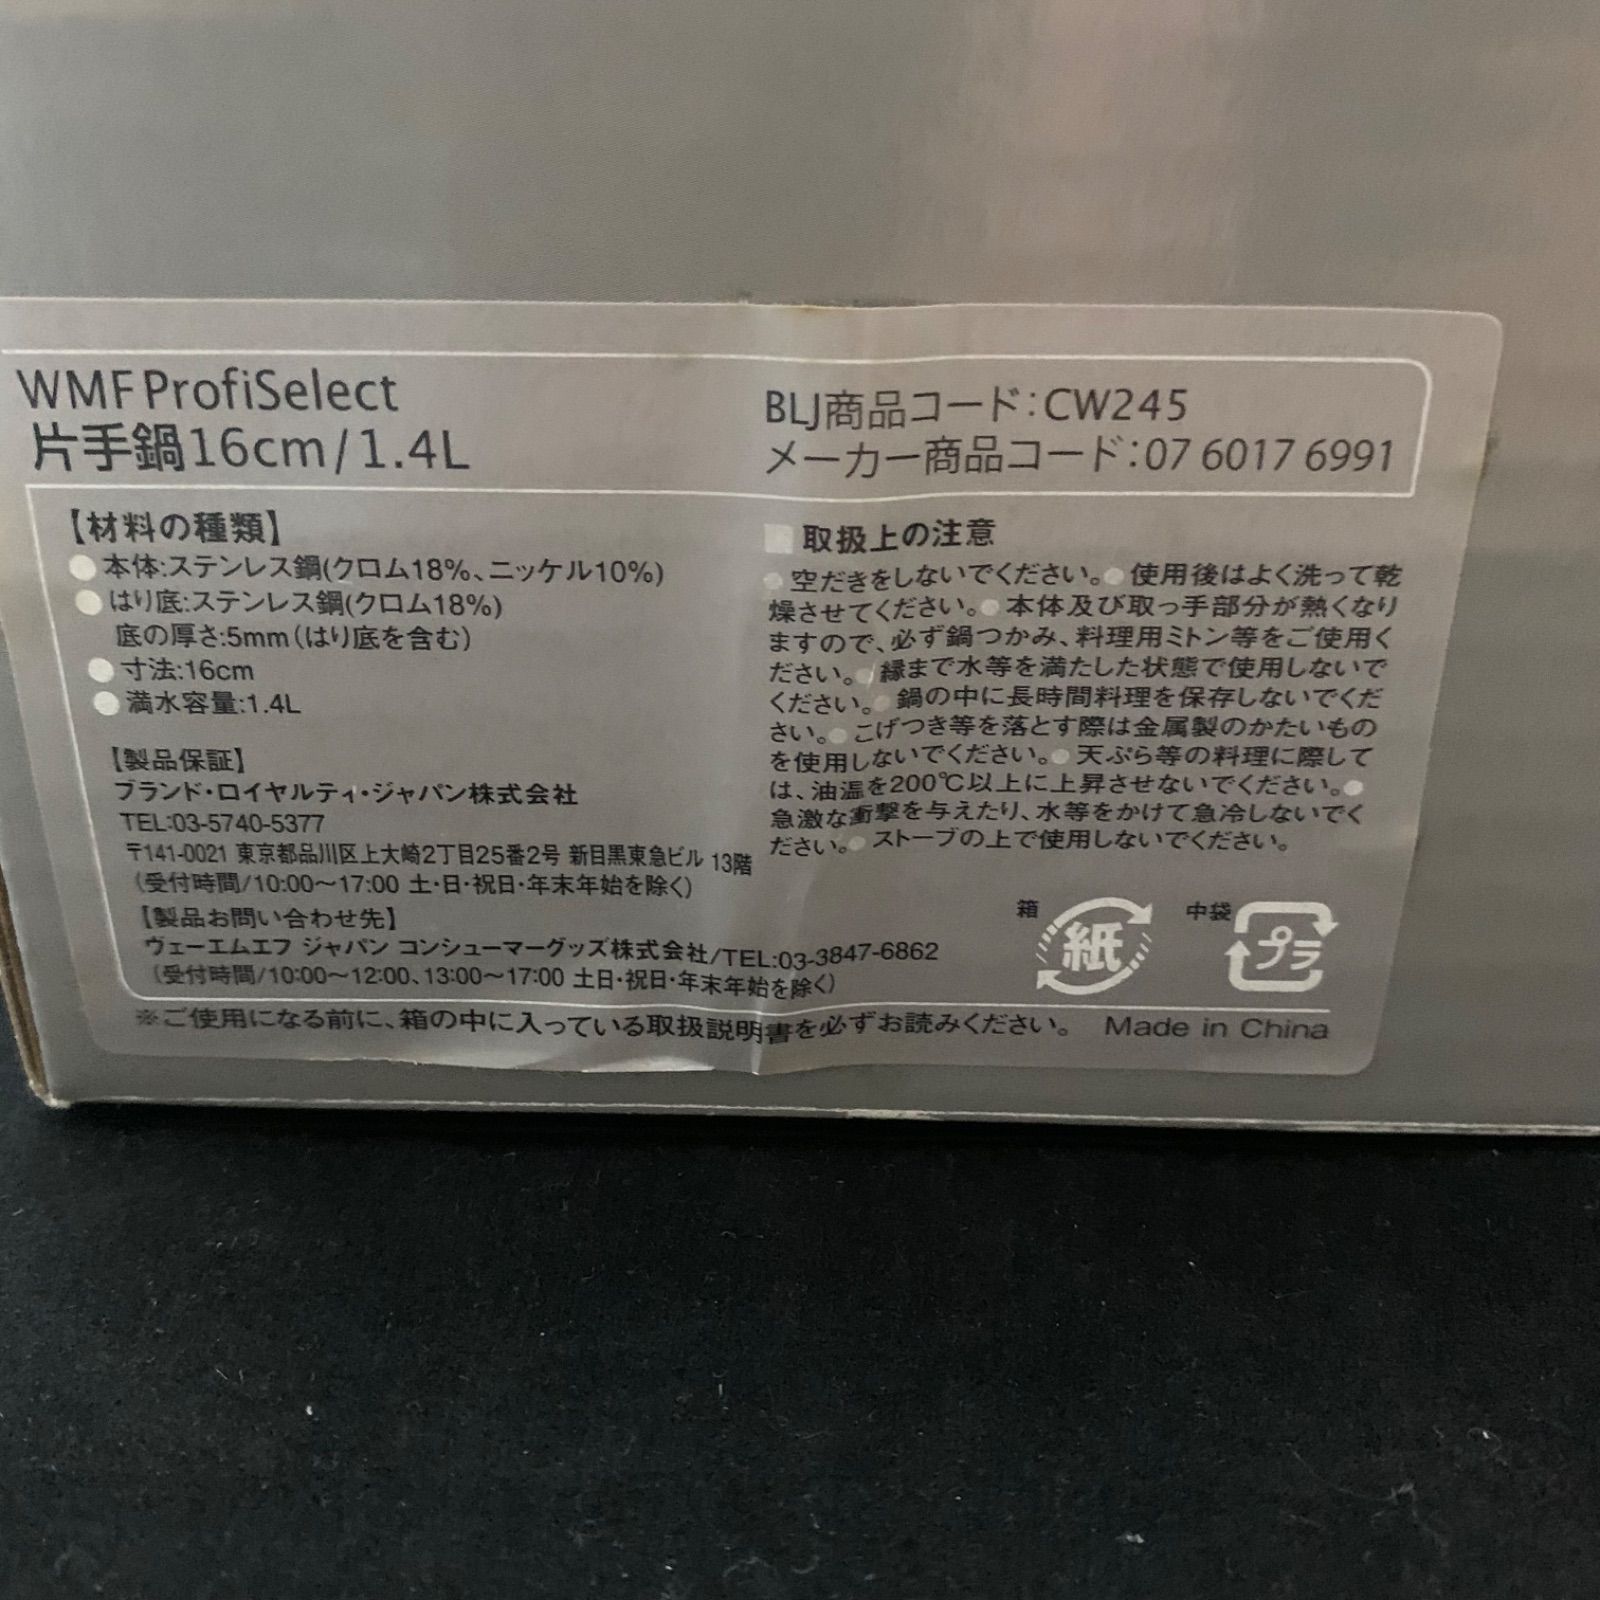 WMF ProfiSelect
片手鍋16cm/1.4L
BLJ商品コード:CW245
メーカー商品コード:07 6017 6991
【材料の種類】
●本体:ステンレス鋼(クロム18%、ニッケル10%)
●はり底:ステンレス鋼(クロム18%)
底の厚さ:5mm(はり底を含む)
●寸法:16cm
●満水容量:1.4L
【製品保証】
ブランド・ロイヤルティ・ジャパン株式会社
TEL:03-5740-5377
〒141-0021 東京都品川区上大崎2丁目25番2号 新目黒東急ビル 13階
(受付時間/10:00～17:00 土・日・祝日・年末年始を除く)
【製品お問い合わせ先】
ヴェーエムエフ ジャパン コンシューマーグッズ株式会社/TEL:03-3847-6862
(受付時間/10:00～12:00、13:00～17:00 土日・祝日・年末年始を除く)
■取扱上の注意
●空だきをしないでください。●使用後はよく洗って乾
燥させてください。●本体及び取っ手部分が熱くなり
ますので、必ず鍋つかみ、料理用ミトン等をご使用く
ださい。●縁まで水等を満たした状態で使用しないで
ください。●鍋の中に長時間料理を保存しないでくだ
さい。●こげつき等を落とす際は金属製のかたいもの
を使用しないでください。●天ぷら等の料理に際して
は、油温を200℃以上に上昇させないでください。●
急激な衝撃を与えたり、水等をかけて急冷しないでく
ださい。●ストーブの上で使用しないでください。
箱 紙 中袋 プラ
※ご使用になる前に、箱の中に入っている取扱説明書を必ずお読みください。 Made in China